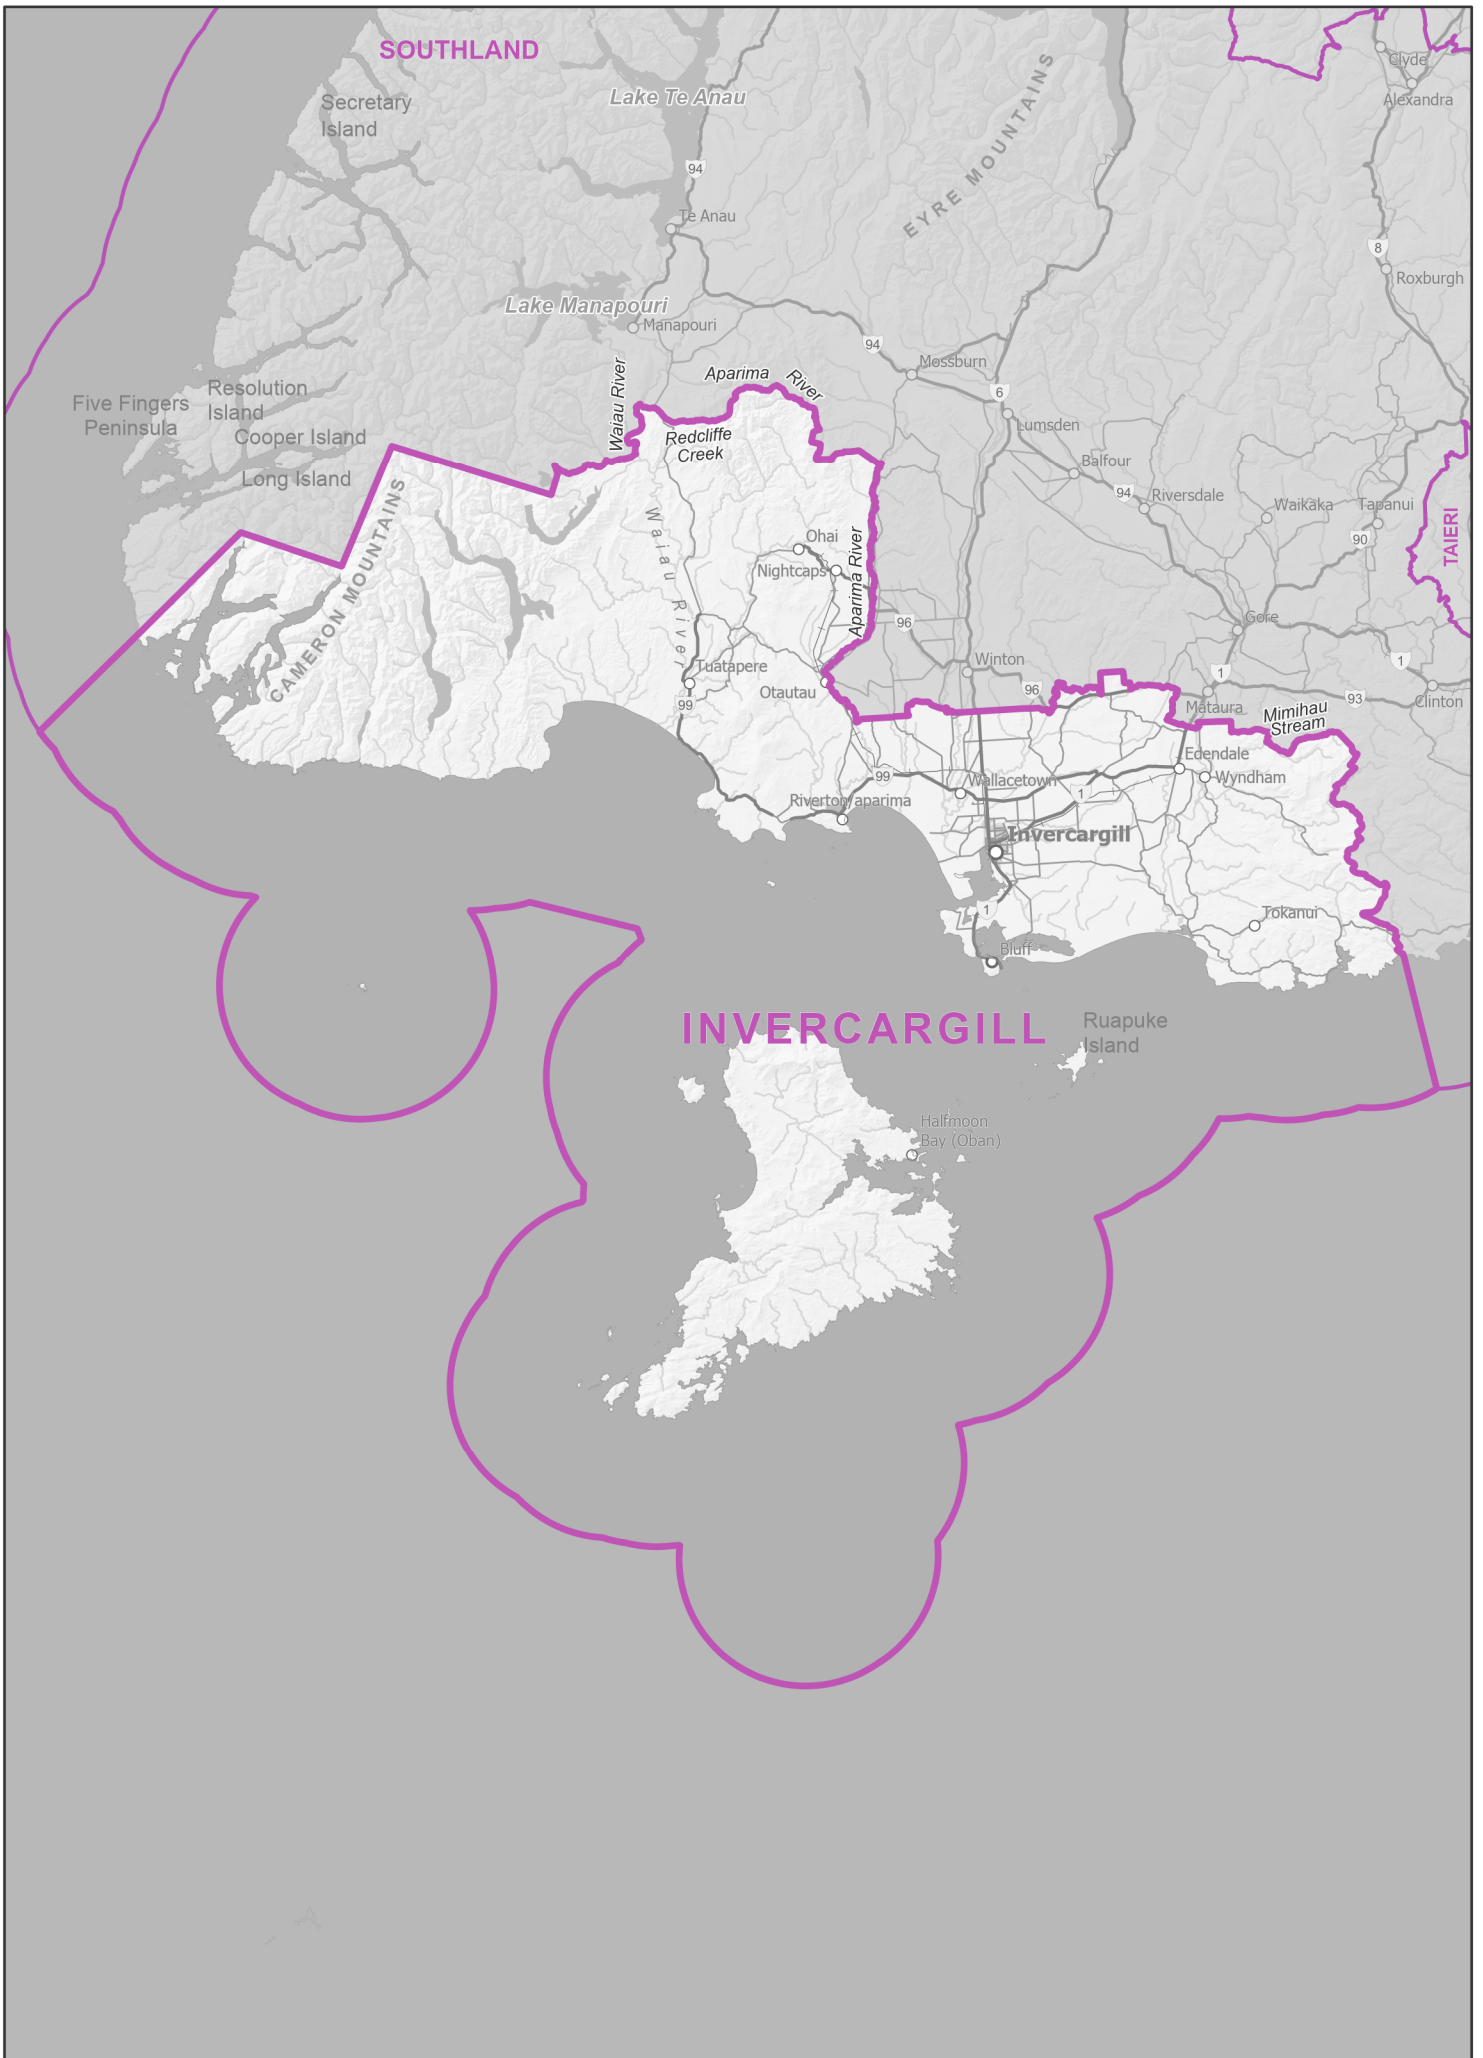 SOUTHLAND
Clyde
Lake Te Anau
Alexandra
Secretary
Island
EYRE MOUNTAINS
94
Te Anau
8
Roxburgh
Lake Manapouri
Manapouri
94
Mossburn
Aparima
River
Waiau River
Resolution
Island
6
Five Fingers
Peninsula
Lumsden
Cooper Island
Redcliffe
Creek
Long Island
Balfour
94
Riversdale
Waikaka
Tapanui
CAMERON MOUNTAINS
Waiau River
Ohai
Nightcaps
Aparima River
90
TAIERI
96
Gore
Winton
1
Tuatapere
Otautau
96
1
93
Clinton
99
Mataura
Mimihau
Stream
Edendale
99
Wallacetown
Wyndham
Riverton/aparima
1
Invercargill
1
Tokanui
Bluff
INVERCARGILL
Ruapuke
Island
Halfmoon
Bay (Oban)